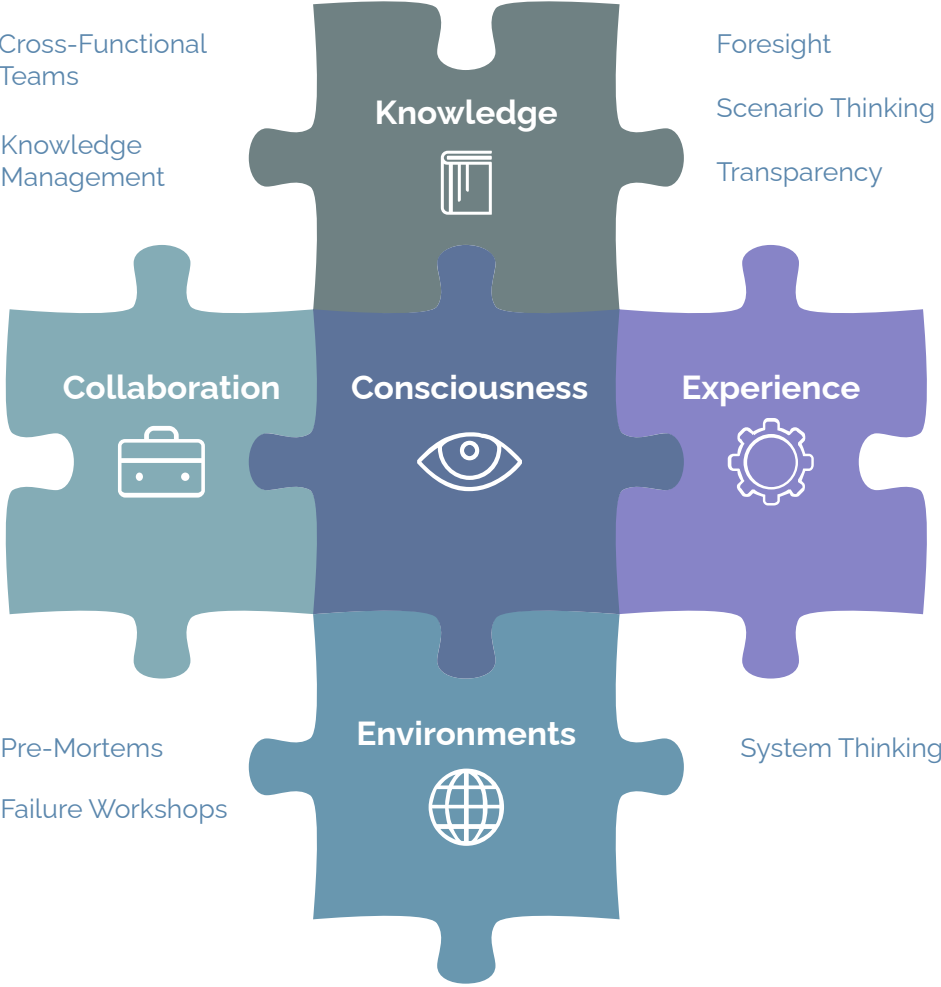 Cross-Functional
Teams
Knowledge
Management
Knowledge
Foresight
Scenario Thinking
Transparency
Collaboration
Consciousness
Experience
Environments
Pre-Mortems
Failure Workshops
System Thinking